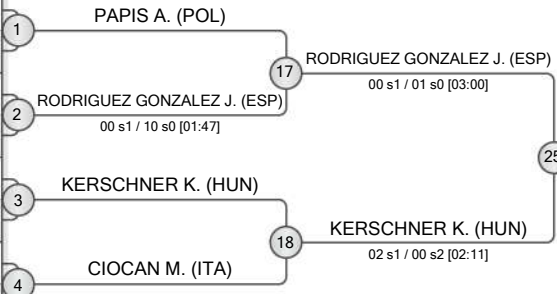 PAPIS A. (POL)
1
17
RODRIGUEZ GONZALEZ J. (ESP)
00 s1 / 01 s0 [03:00]
2
RODRIGUEZ GONZALEZ J. (ESP)
00 s1 / 10 s0 [01:47]
25
3
KERSCHNER K. (HUN)
18
KERSCHNER K. (HUN)
02 s1 / 00 s2 [02:11]
4
CIOCAN M. (ITA)